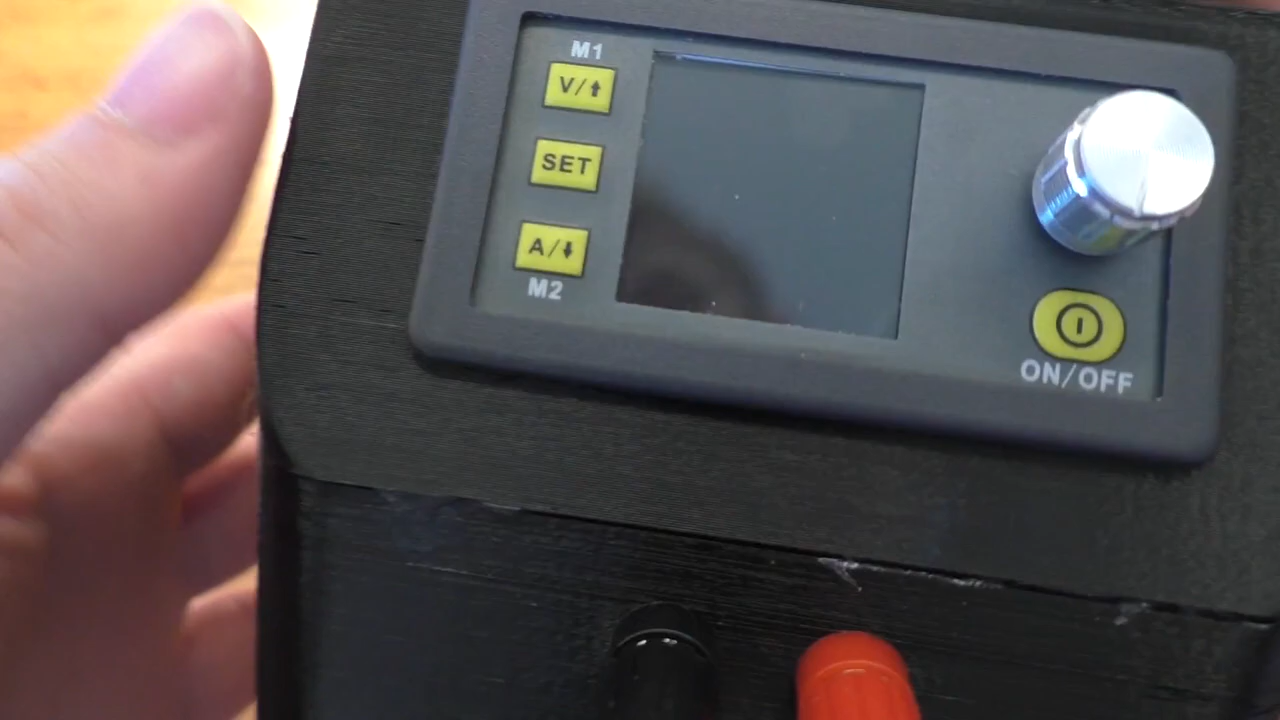 M1
V/⬆
SET
A/⬇
M2
ON/OFF